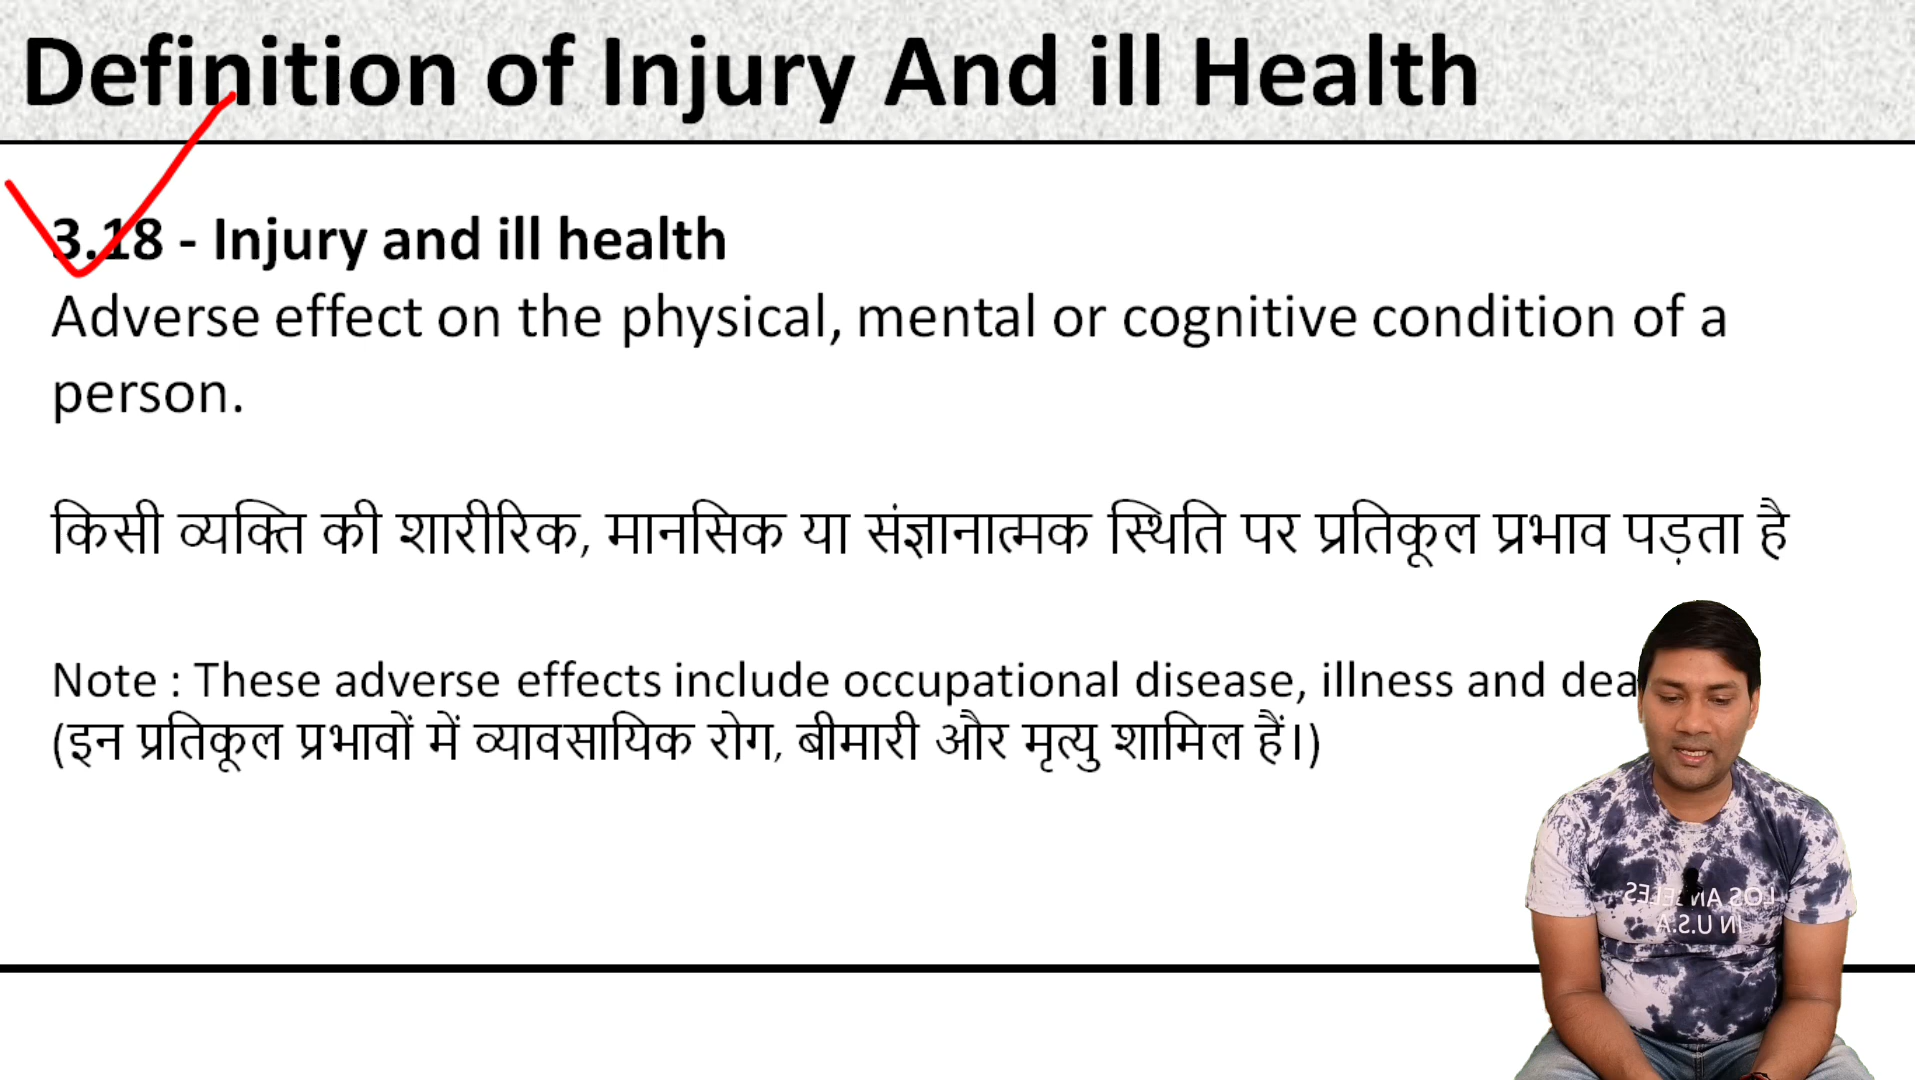 Definition of Injury And ill Health
3.18 - Injury and ill health
Adverse effect on the physical, mental or cognitive condition of a
person.
किसी व्यक्ति की शारीरिक, मानसिक या संज्ञानात्मक स्थिति पर प्रतिकूल प्रभाव पड़ता है
Note : These adverse effects include occupational disease, illness and
(इन प्रतिकूल प्रभावों में व्यावसायिक रोग, बीमारी और मृत्यु शामिल हैं।)
LOS
IN U.S.A.